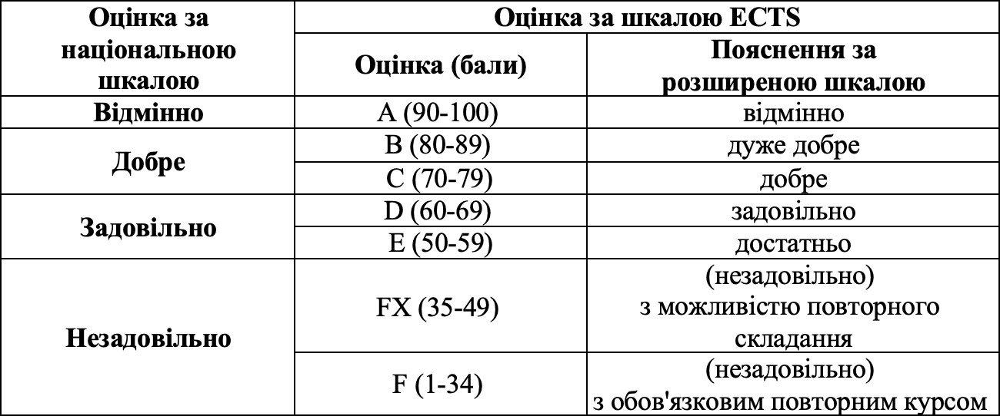 Оцінка за
національною
шкалою
Оцінка за шкалою ECTS
Оцінка (бали)
Пояснення за
розширеною шкалою
Відмінно
A (90-100)
відмінно
Добре
B (80-89)
дуже добре
C (70-79)
добре
Задовільно
D (60-69)
задовільно
E (50-59)
достатньо
Незадовільно
FX (35-49)
(незадовільно)
з можливістю повторного
складання
F (1-34)
(незадовільно)
з обов'язковим повторним курсом